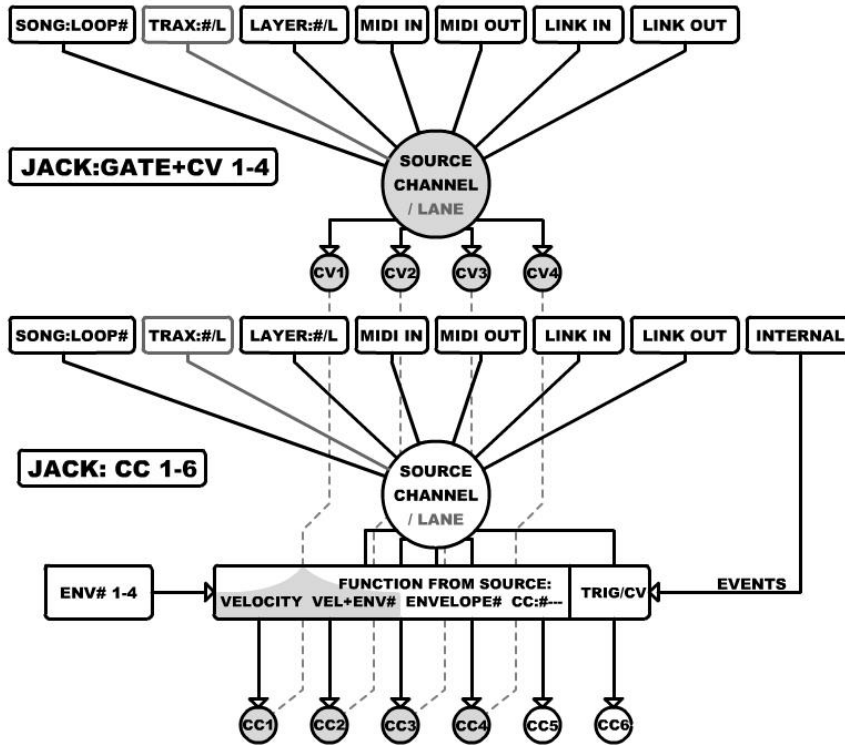 SONG:LOOP# TRAX:#/L LAYER:#/L MIDI IN MIDI OUT LINK IN LINK OUT
JACK:GATE+CV 1-4
SOURCE
CHANNEL
/ LANE
CV1 CV2 CV3 CV4
SONG:LOOP# TRAX:#/L LAYER:#/L MIDI IN MIDI OUT LINK IN LINK OUT INTERNAL
JACK: CC 1-6
SOURCE
CHANNEL
/ LANE
ENV# 1-4
FUNCTION FROM SOURCE:
VELOCITY VEL+ENV# ENVELOPE# CC:#---
TRIG/CV
EVENTS
CC1 CC2 CC3 CC4 CC5 CC6